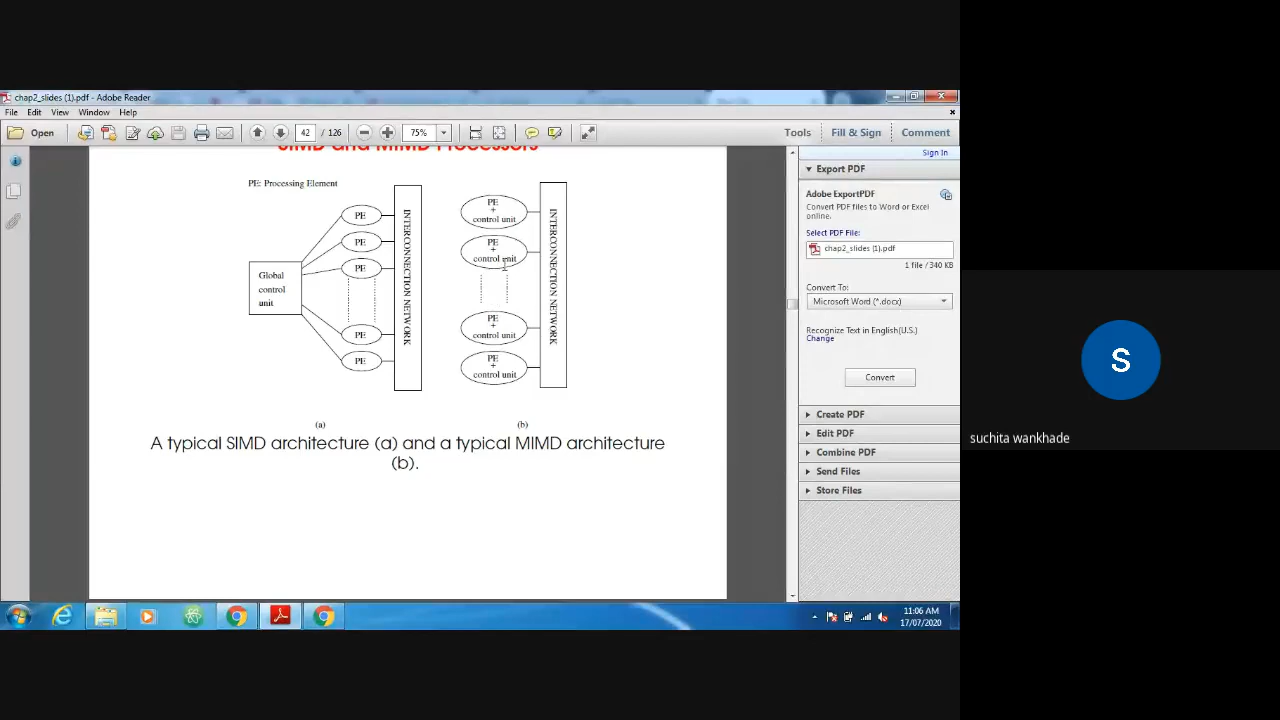 chap2_slides (1).pdf - Adobe Reader
File Edit View Window Help
Open 42 / 126 75% Tools Fill & Sign Comment
Sign In
SIMD and MIMD Processors
PE: Processing Element
PE
PE
PE
PE
PE
Global
control
unit
INTERCONNECTION NETWORK
(a)
PE
+
control unit
PE
+
control unit
PE
+
control unit
PE
+
control unit
INTERCONNECTION NETWORK
(b)
A typical SIMD architecture (a) and a typical MIMD architecture
(b).
Export PDF
Adobe ExportPDF
Convert PDF files to Word or Excel
online.
Select PDF File:
chap2_slides (1).pdf
1 file / 340 KB
Convert To:
Microsoft Word (*.docx)
Recognize Text in English(U.S.)
Change
Convert
Create PDF
Edit PDF
Combine PDF
Send Files
Store Files
11:06 AM
17/07/2020
S
suchita wankhade